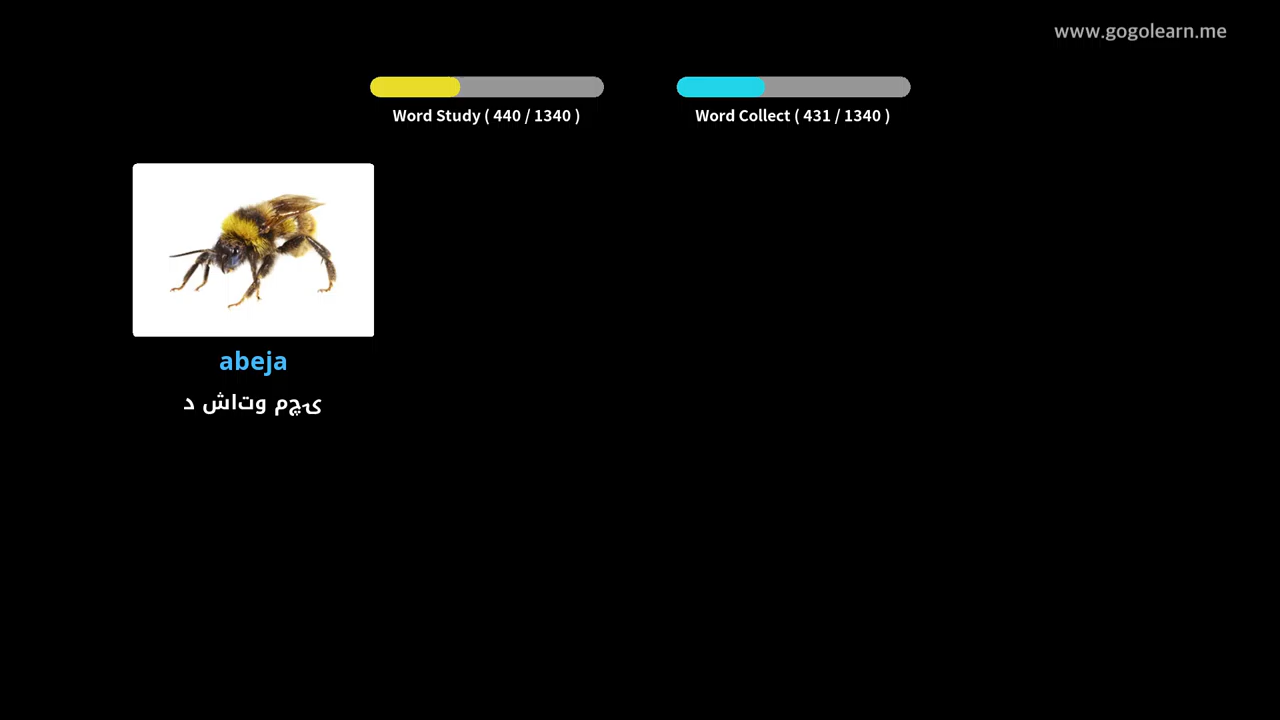 www.gogolearn.me
Word Study ( 440 / 1340 )
Word Collect ( 431 / 1340 )
abeja
د شاتو مچۍ